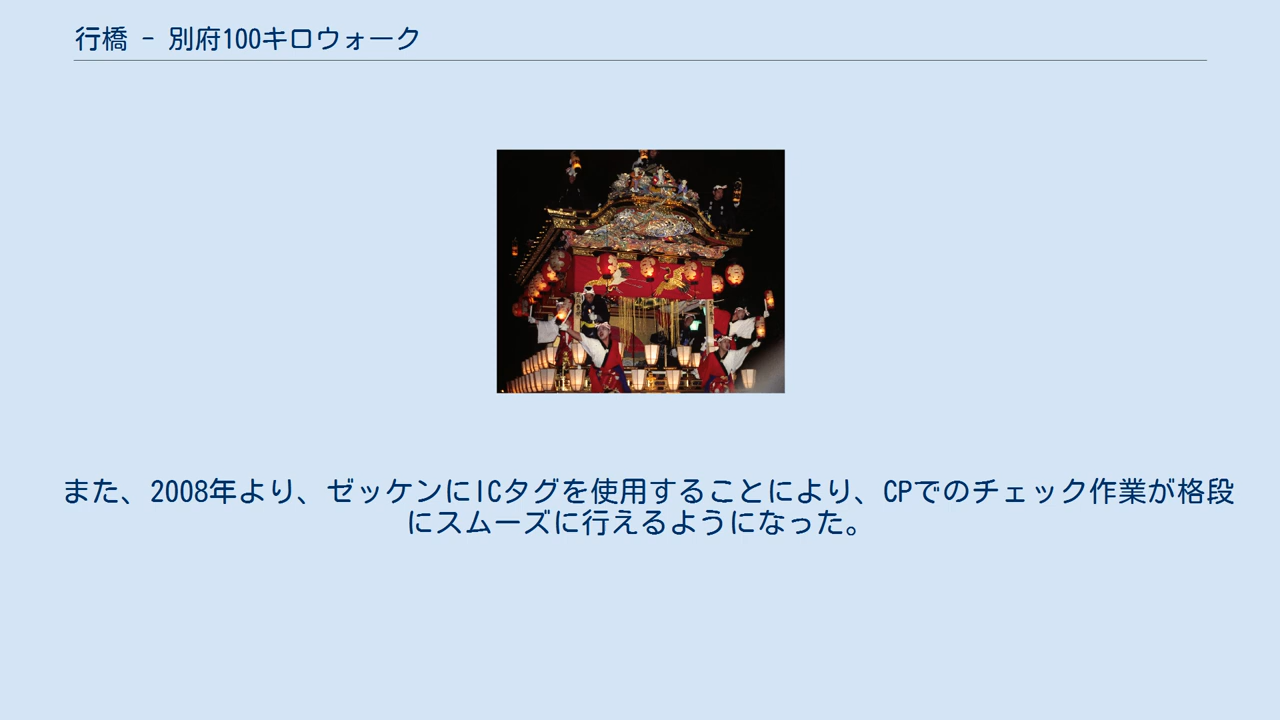 行橋 - 別府100キロウォーク
また、2008年より、ゼッケンにICタグを使用することにより、CPでのチェック作業が格段
にスムーズに行えるようになった。